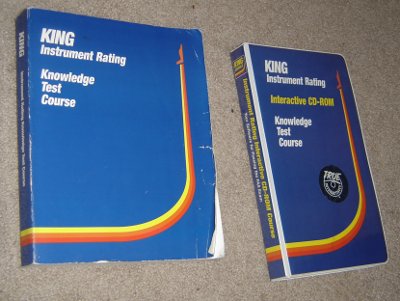 KING
Instrument Rating
Knowledge
Test
Course
KING
Instrument Rating Knowledge Test Course
KING
Instrument Rating
Interactive CD-ROM
Knowledge
Test
Course
Instrument Rating Interactive CD-ROM Course